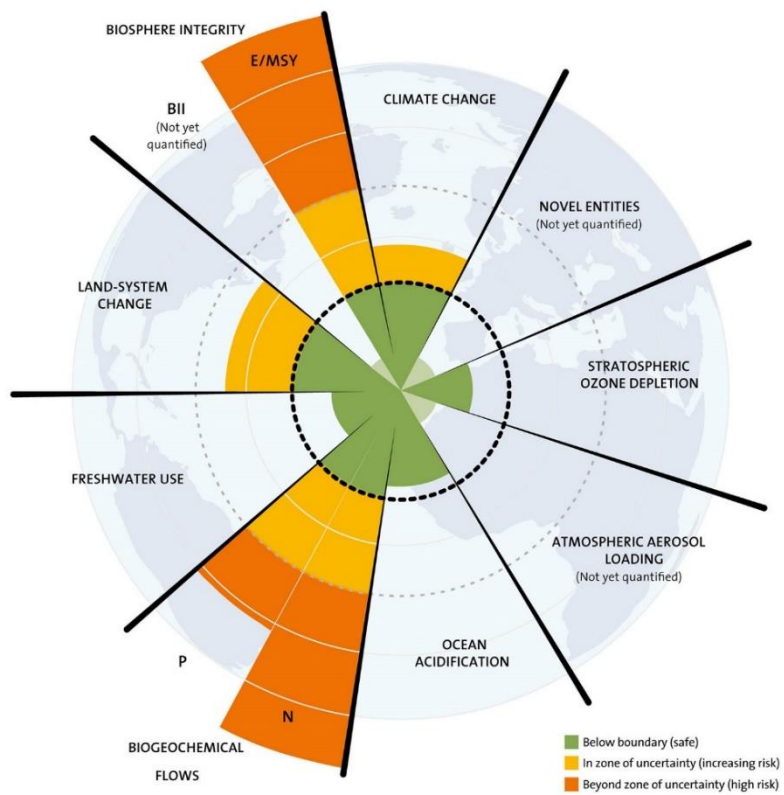 BIOSPHERE INTEGRITY
E/MSY
BII
(Not yet
quantified)
CLIMATE CHANGE
NOVEL ENTITIES
(Not yet quantified)
LAND-SYSTEM
CHANGE
STRATOSPHERIC
OZONE DEPLETION
FRESHWATER USE
ATMOSPHERIC AEROSOL
LOADING
(Not yet quantified)
OCEAN
ACIDIFICATION
P
N
BIOGEOCHEMICAL
FLOWS
Below boundary (safe)
In zone of uncertainty (increasing risk)
Beyond zone of uncertainty (high risk)